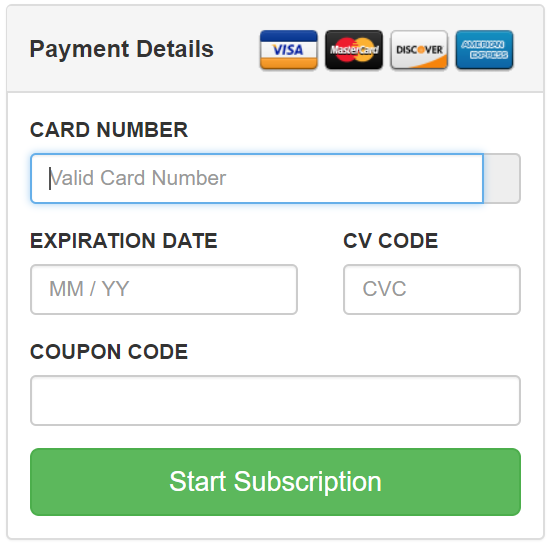 Payment Details VISA MasterCard DISCOVER AMERICAN EXPRESS
CARD NUMBER
Valid Card Number
EXPIRATION DATE CV CODE
MM / YY CVC
COUPON CODE
Start Subscription